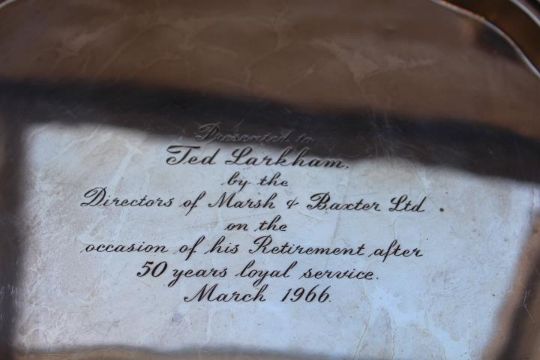 Presented to
Ted Larkham.
by the
Directors of Marsh & Baxter Ltd.
on the
occasion of his Retirement, after
50 years loyal service.
March 1966.